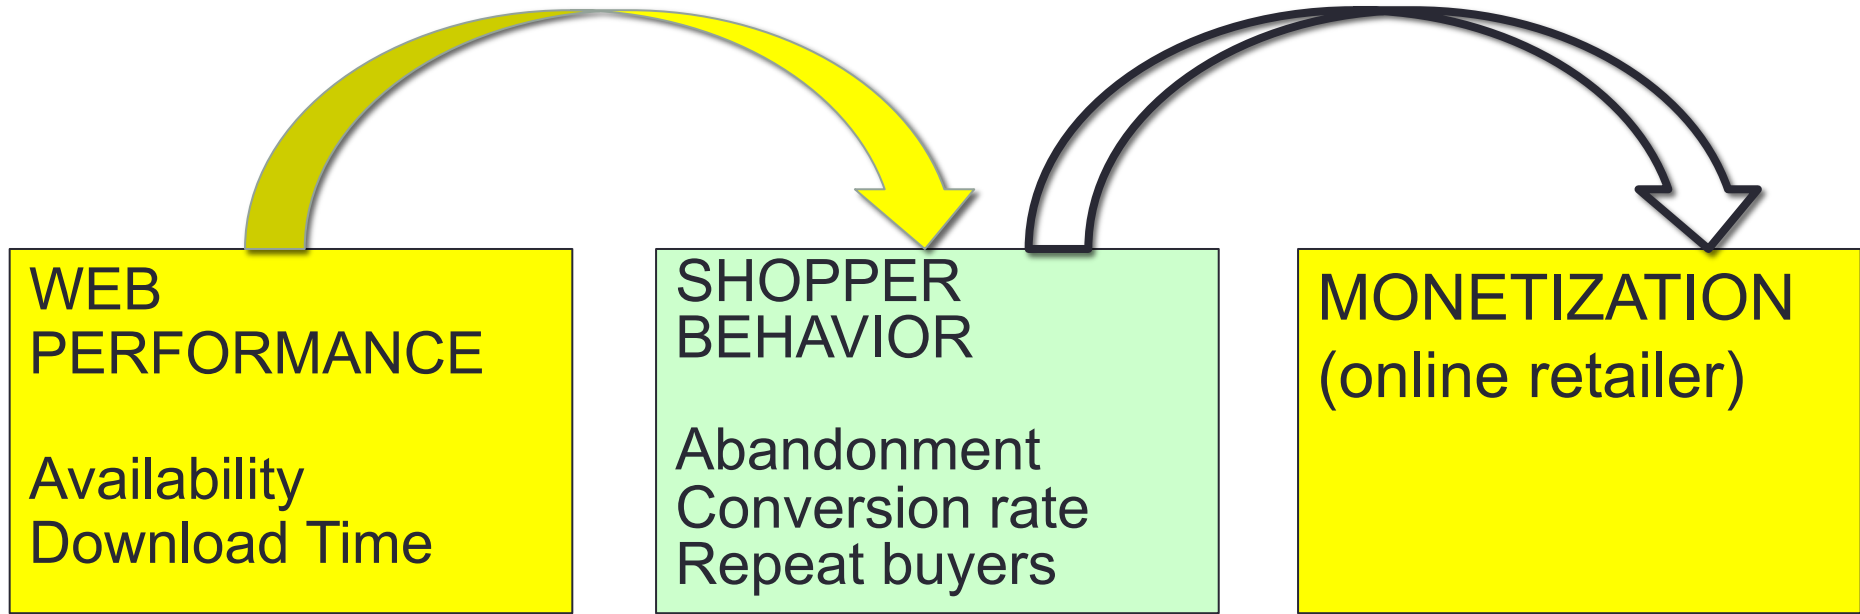 WEB
PERFORMANCE
Availability
Download Time
SHOPPER
BEHAVIOR
Abandonment
Conversion rate
Repeat buyers
MONETIZATION
(online retailer)